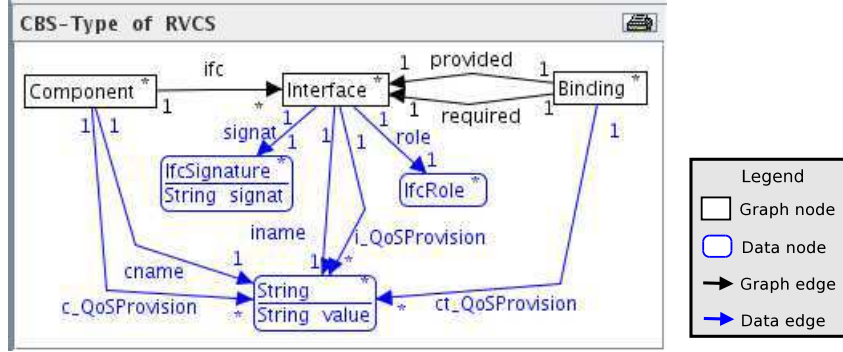 CBS-Type of RVCS
Component *
ifc
1
*
Interface *
1 provided 1
1 required 1
Binding *
signat
1
1
IfcSignature *
String signat
role
1
1
IfcRole *
1 1
1
1
1
iname
i_QoSProvision
1
*
cname
1
c_QoSProvision
*
String *
String value
ct_QoSProvision
*
Legend
Graph node
Data node
Graph edge
Data edge